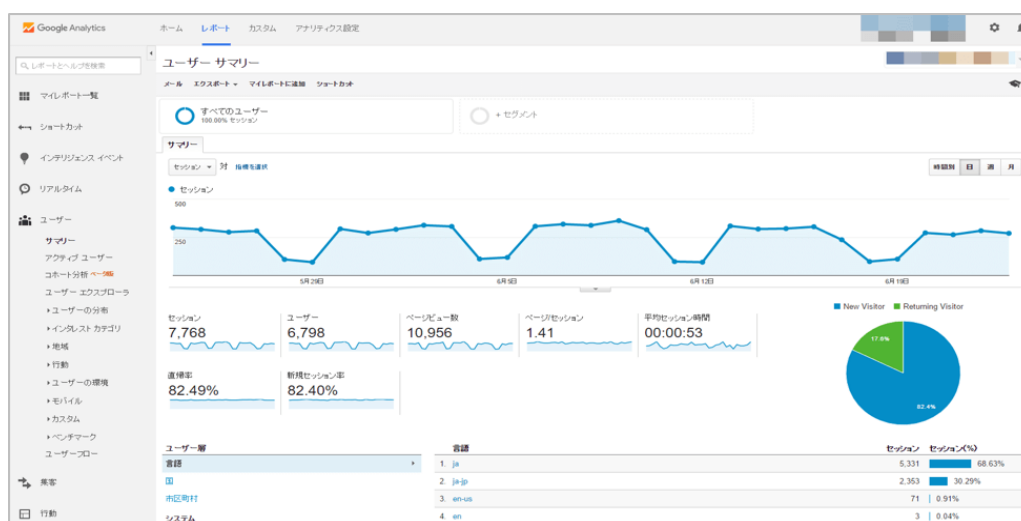 Google Analytics
ホーム レポート カスタム アナリティクス設定
レポートとヘルプを検索
ユーザー サマリー
メール エクスポート マイレポートに追加 ショートカット
マイレポート一覧
ショートカット
インテリジェンス イベント
リアルタイム
ユーザー
サマリー
アクティブ ユーザー
コホート分析 ベータ版
ユーザー エクスプローラ
ユーザーの分布
インタレスト カテゴリ
地域
行動
ユーザーの環境
モバイル
カスタム
ベンチマーク
ユーザーフロー
集客
行動
すべてのユーザー
100.00% セッション
+ セグメント
サマリー
セッション 対 指標を選択
時間別 日 週 月
セッション
500
250
5月29日 6月5日 6月12日 6月19日
New Visitor Returning Visitor
セッション
7,768
ユーザー
6,798
ページビュー数
10,956
ページ/セッション
1.41
平均セッション時間
00:00:53
直帰率
82.49%
新規セッション率
82.40%
17.6%
82.4%
ユーザー層
言語
国
市区町村
システム
言語 セッション セッション(%)
1. ja 5,331 68.63%
2. ja-jp 2,353 30.29%
3. en-us 71 0.91%
4. en 3 0.04%